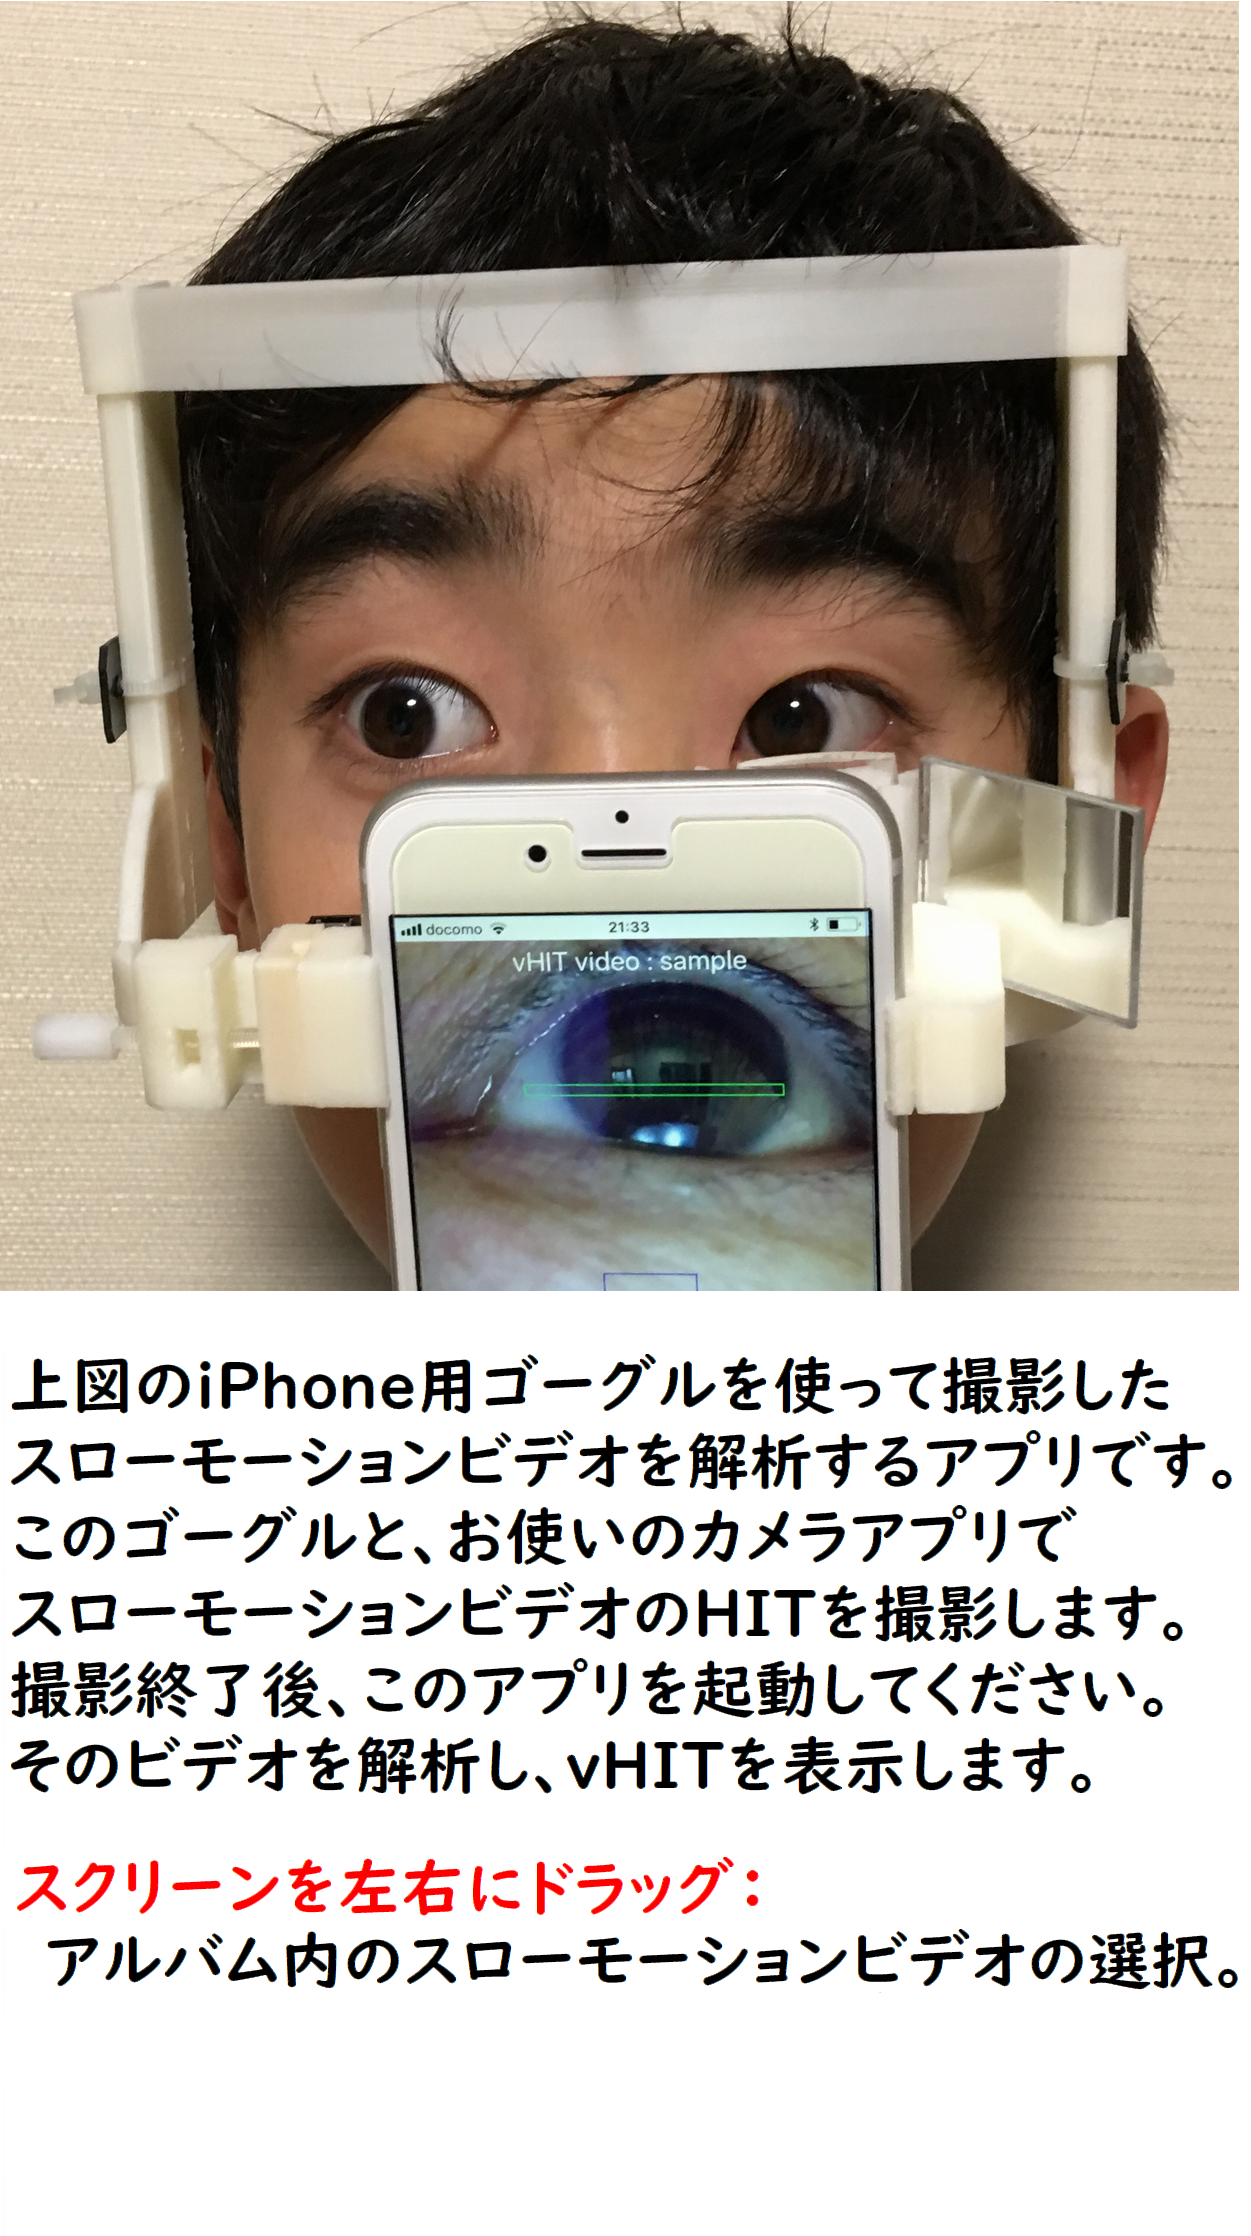 docomo 21:33
vHIT video : sample
上図のiPhone用ゴーグルを使って撮影した
スローモーションビデオを解析するアプリです。
このゴーグルと、お使いのカメラアプリで
スローモーションビデオのHITを撮影します。
撮影終了後、このアプリを起動してください。
そのビデオを解析し、vHITを表示します。
スクリーンを左右にドラッグ：
アルバム内のスローモーションビデオの選択。